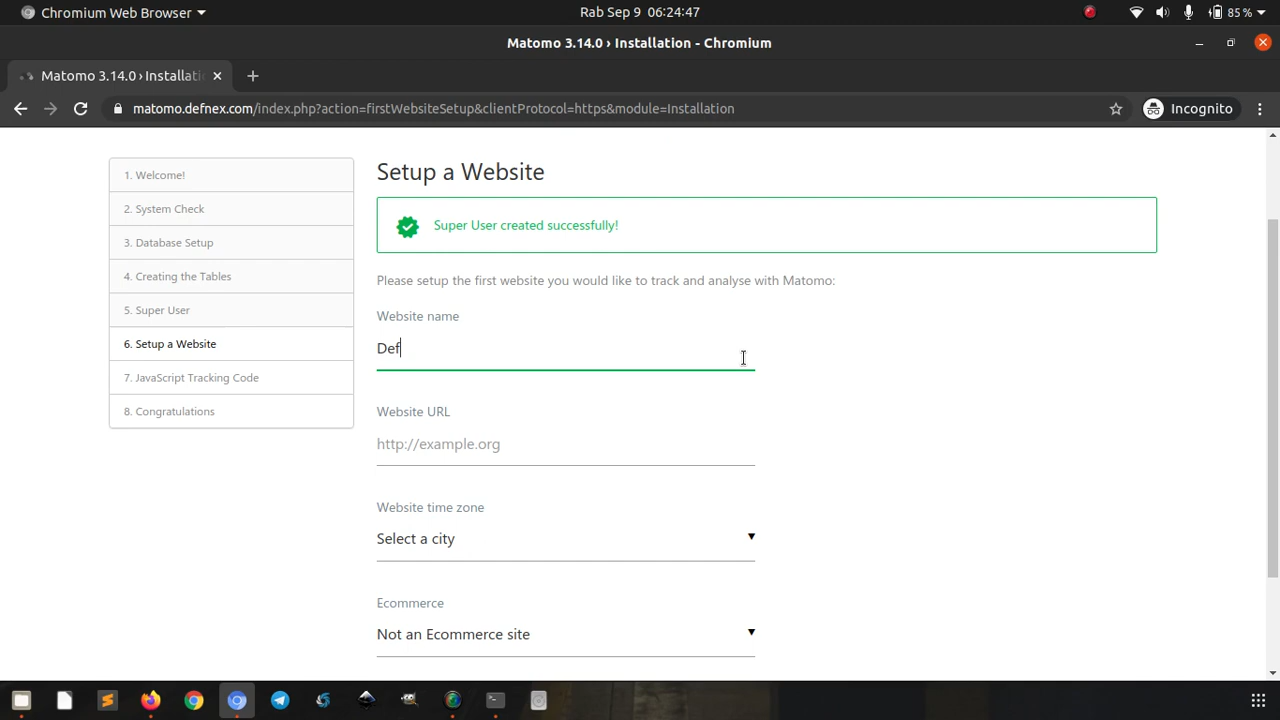 Chromium Web Browser
Rab Sep 9 06:24:47
85 %
Matomo 3.14.0 › Installation - Chromium
Matomo 3.14.0 › Installati
matomo.defnex.com/index.php?action=firstWebsiteSetup&clientProtocol=https&module=Installation
Incognito
1. Welcome!
2. System Check
3. Database Setup
4. Creating the Tables
5. Super User
6. Setup a Website
7. JavaScript Tracking Code
8. Congratulations
Setup a Website
Super User created successfully!
Please setup the first website you would like to track and analyse with Matomo:
Website name
Def
Website URL
http://example.org
Website time zone
Select a city
Ecommerce
Not an Ecommerce site